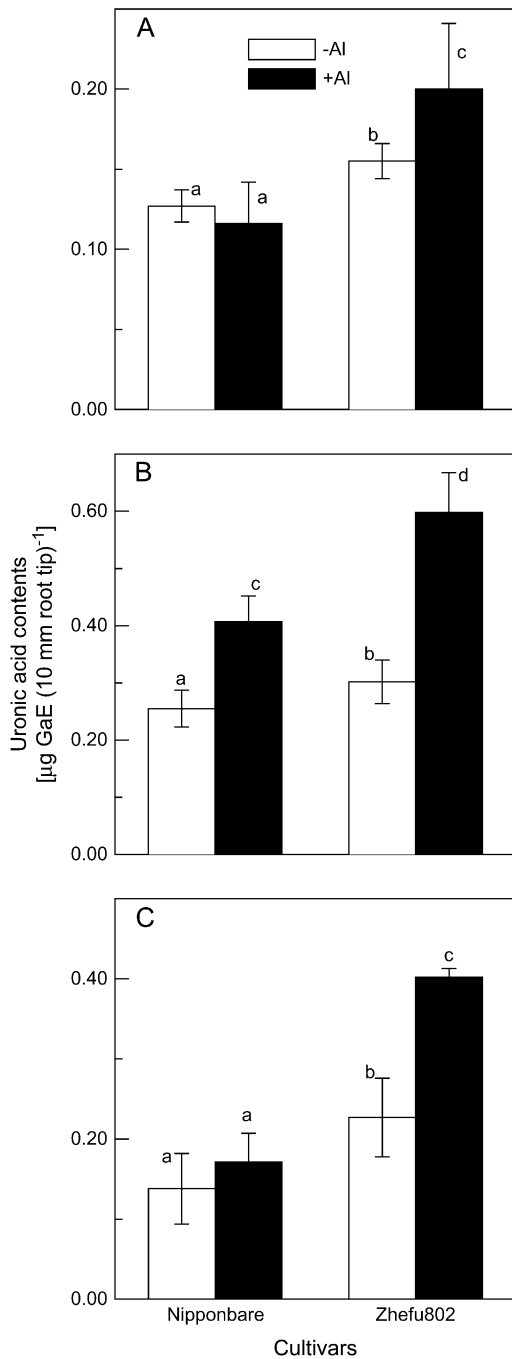 A
-Al
+Al
c
0.20
b
a
a
0.10
0.00
B
d
0.60
c
0.40
b
a
0.20
0.00
Uronic acid contents
[µg GaE (10 mm root tip)⁻¹]
C
c
0.40
b
a
0.20
a
0.00
Nipponbare
Zhefu802
Cultivars